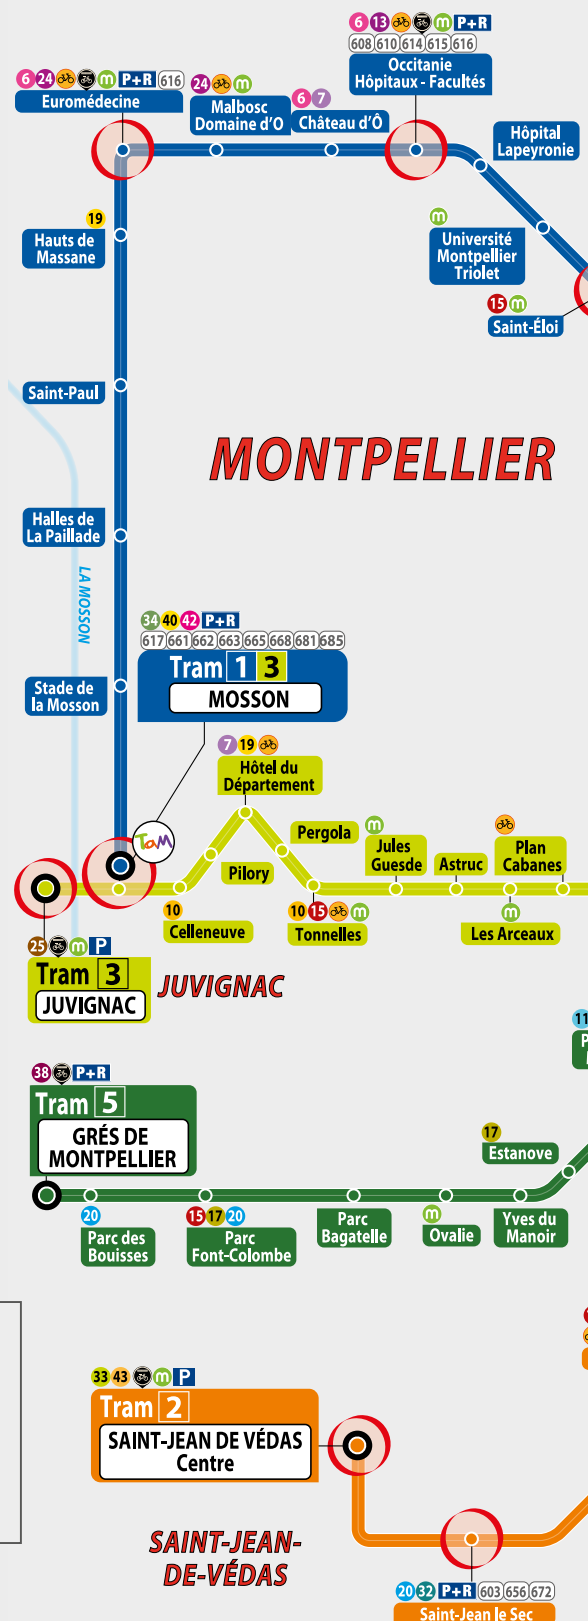 6 13 m P+R
608 610 614 615 616
Occitanie
Hôpitaux - Facultés
6 24 m P+R 616
Euromédecine
24 m
Malbosc
Domaine d'O
6 7
Château d'Ô
Hôpital
Lapeyronie
19
Hauts de
Massane
m
Université
Montpellier
Triolet
15 m
Saint-Éloi
Saint-Paul
MONTPELLIER
Halles de
La Paillade
LA MOSSON
34 40 42 P+R
617 661 662 663 665 668 681 685
Tram 1 3
MOSSON
Stade de
la Mosson
7 19
Hôtel du
Département
TaM
Pergola
m
Jules
Guesde
Astruc
Plan
Cabanes
Pilory
10
Celleneuve
10 15 m
Tonnelles
m
Les Arceaux
25 m P
Tram 3
JUVIGNAC
JUVIGNAC
11
38 P+R
Tram 5
GRÉS DE
MONTPELLIER
17
Estanove
20
Parc des
Bouisses
15 17 20
Parc
Font-Colombe
Parc
Bagatelle
m
Ovalie
Yves du
Manoir
33 43 m P
Tram 2
SAINT-JEAN DE VÉDAS
Centre
SAINT-JEAN-
DE-VÉDAS
20 32 P+R 603 656 672
Saint-Jean le Sec